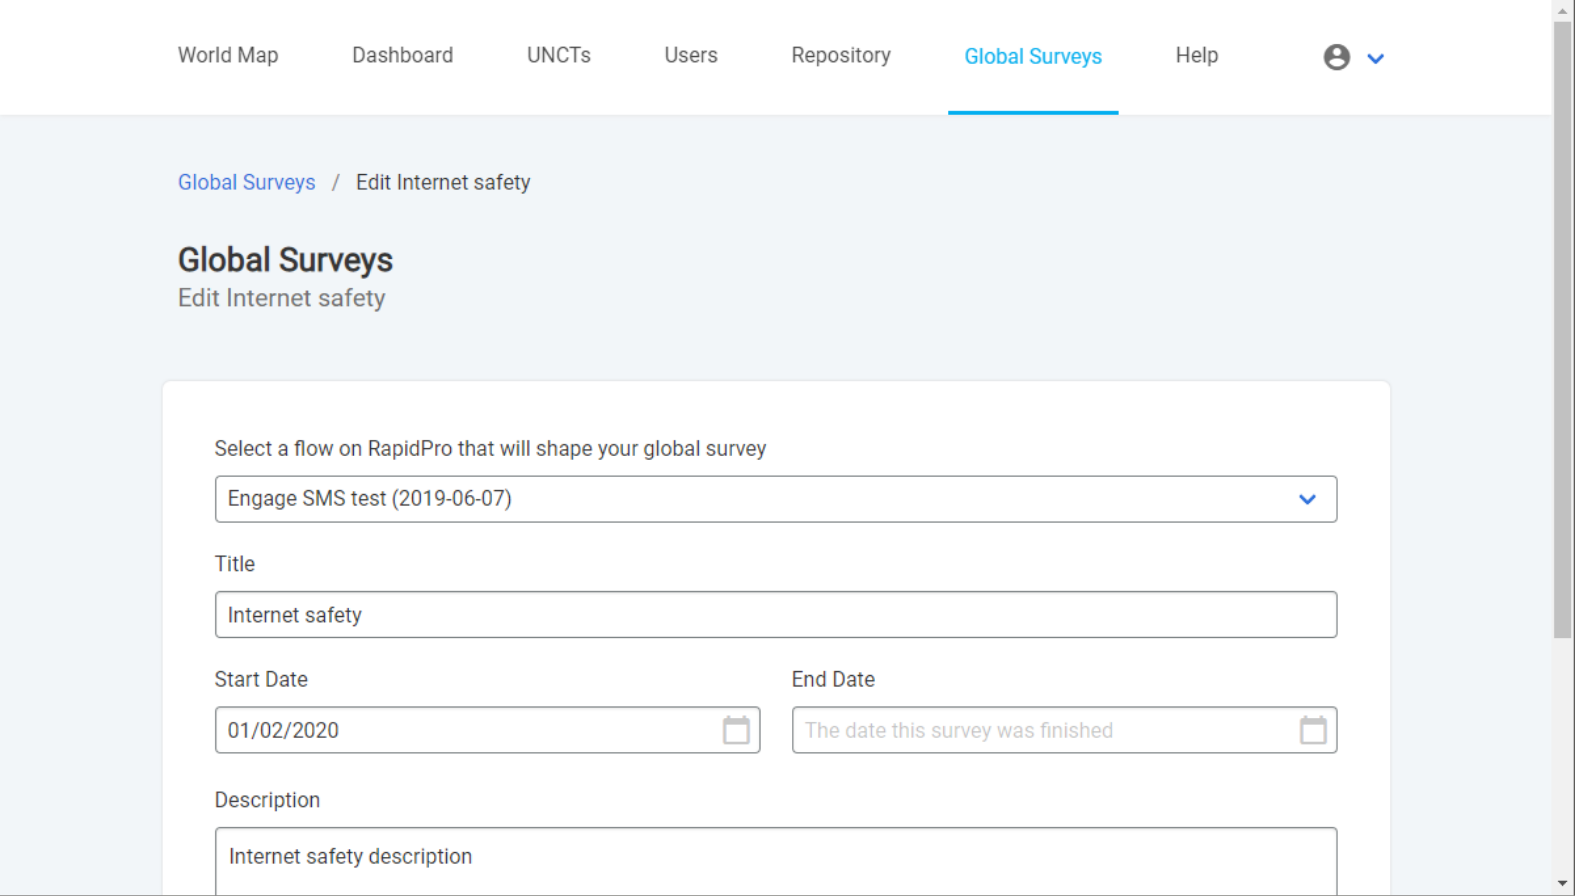 World Map Dashboard UNCTs Users Repository Global Surveys Help
Global Surveys / Edit Internet safety
Global Surveys
Edit Internet safety
Select a flow on RapidPro that will shape your global survey
Engage SMS test (2019-06-07)
Title
Internet safety
Start Date End Date
01/02/2020 The date this survey was finished
Description
Internet safety description